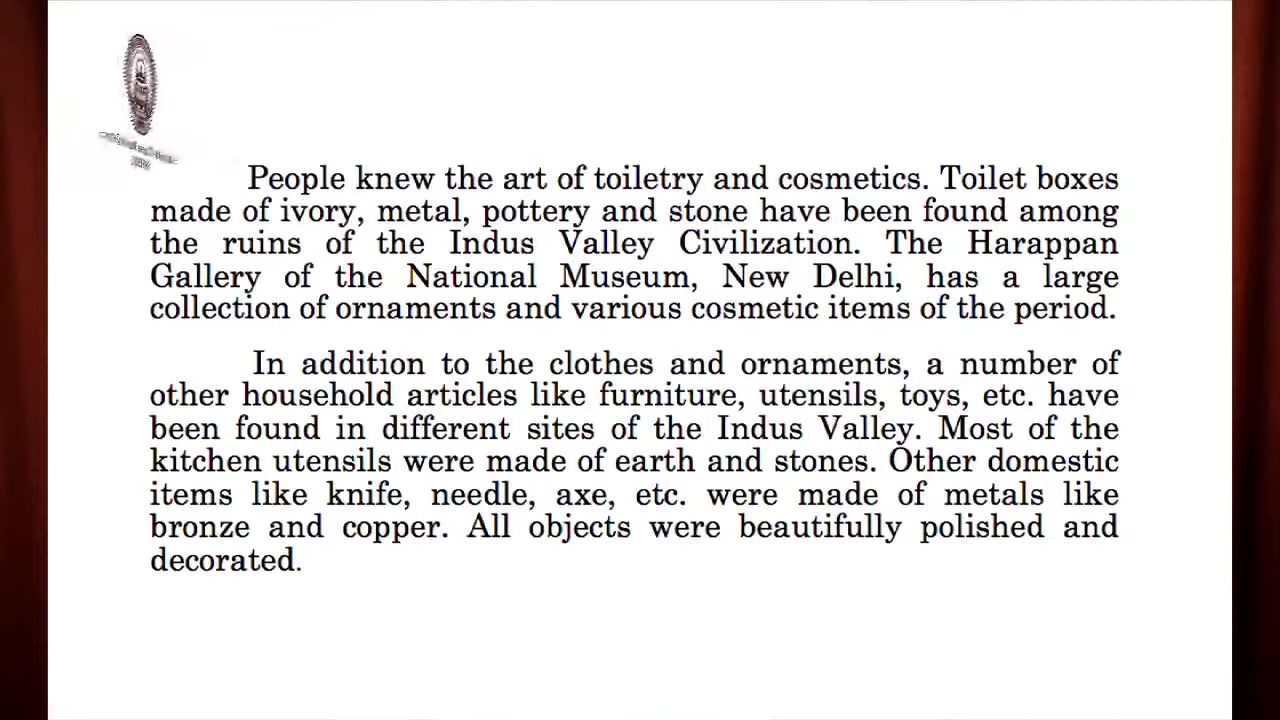 People knew the art of toiletry and cosmetics. Toilet boxes
made of ivory, metal, pottery and stone have been found among
the ruins of the Indus Valley Civilization. The Harappan
Gallery of the National Museum, New Delhi, has a large
collection of ornaments and various cosmetic items of the period.
In addition to the clothes and ornaments, a number of
other household articles like furniture, utensils, toys, etc. have
been found in different sites of the Indus Valley. Most of the
kitchen utensils were made of earth and stones. Other domestic
items like knife, needle, axe, etc. were made of metals like
bronze and copper. All objects were beautifully polished and
decorated.